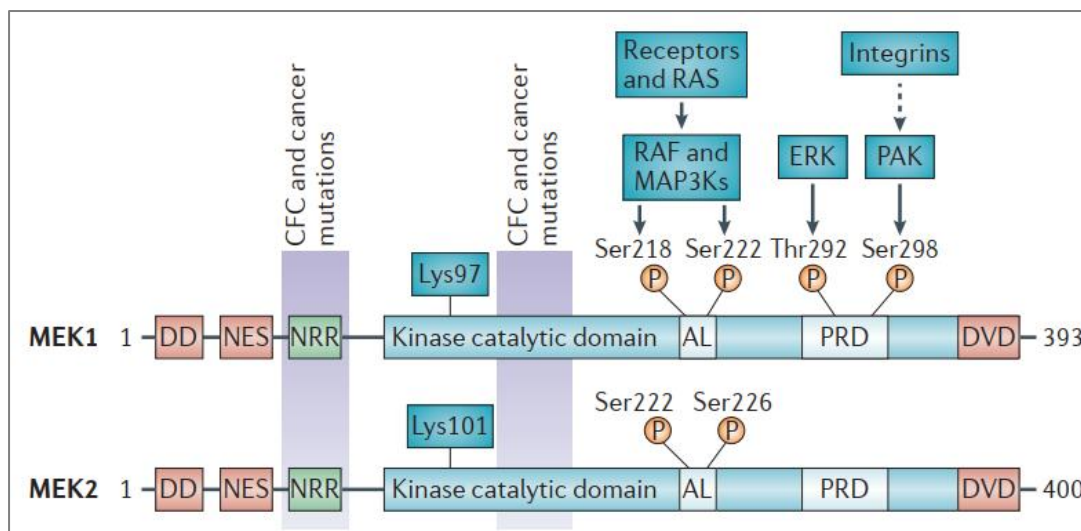 Receptors
and RAS
Integrins
CFC and cancer
mutations
CFC and cancer
mutations
RAF and
MAP3Ks
ERK
PAK
Ser218
Ser222
Thr292
Ser298
P
P
P
P
Lys97
MEK1 1 DD NES NRR Kinase catalytic domain AL PRD DVD 393
Ser222
Ser226
Lys101
P
P
MEK2 1 DD NES NRR Kinase catalytic domain AL PRD DVD 400